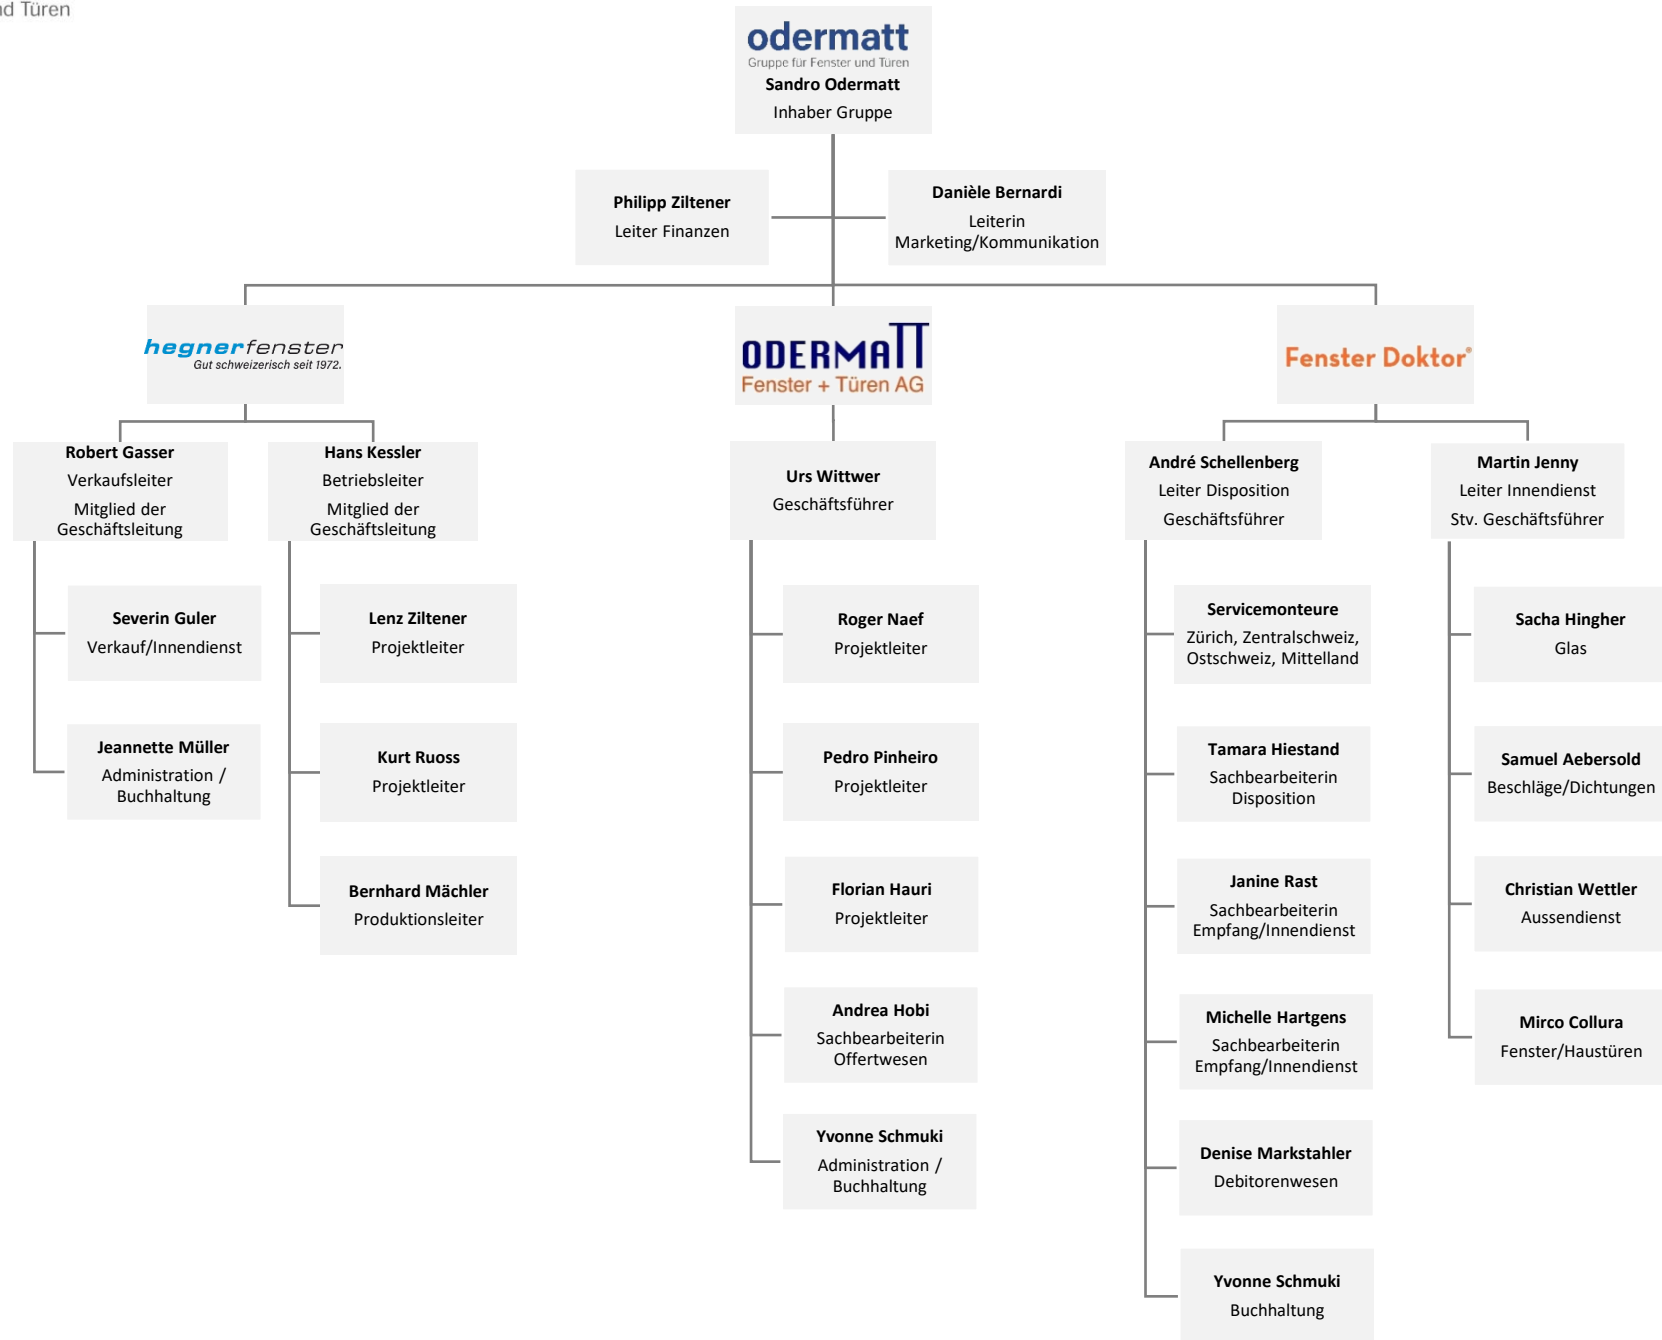 nd Türen
odermatt
Gruppe für Fenster und Türen
Sandro Odermatt
Inhaber Gruppe
Philipp Ziltener
Leiter Finanzen
Danièle Bernardi
Leiterin
Marketing/Kommunikation
hegnerfenster
Gut schweizerisch seit 1972.
ODERMATT
Fenster + Türen AG
Fenster Doktor®
Robert Gasser
Verkaufsleiter
Mitglied der
Geschäftsleitung
Hans Kessler
Betriebsleiter
Mitglied der
Geschäftsleitung
Urs Wittwer
Geschäftsführer
André Schellenberg
Leiter Disposition
Geschäftsführer
Martin Jenny
Leiter Innendienst
Stv. Geschäftsführer
Severin Guler
Verkauf/Innendienst
Jeannette Müller
Administration /
Buchhaltung
Lenz Ziltener
Projektleiter
Kurt Ruoss
Projektleiter
Bernhard Mächler
Produktionsleiter
Roger Naef
Projektleiter
Pedro Pinheiro
Projektleiter
Florian Hauri
Projektleiter
Andrea Hobi
Sachbearbeiterin
Offertwesen
Yvonne Schmuki
Administration /
Buchhaltung
Servicemonteure
Zürich, Zentralschweiz,
Ostschweiz, Mittelland
Tamara Hiestand
Sachbearbeiterin
Disposition
Janine Rast
Sachbearbeiterin
Empfang/Innendienst
Michelle Hartgens
Sachbearbeiterin
Empfang/Innendienst
Denise Markstahler
Debitorenwesen
Yvonne Schmuki
Buchhaltung
Sacha Hingher
Glas
Samuel Aebersold
Beschläge/Dichtungen
Christian Wettler
Aussendienst
Mirco Collura
Fenster/Haustüren